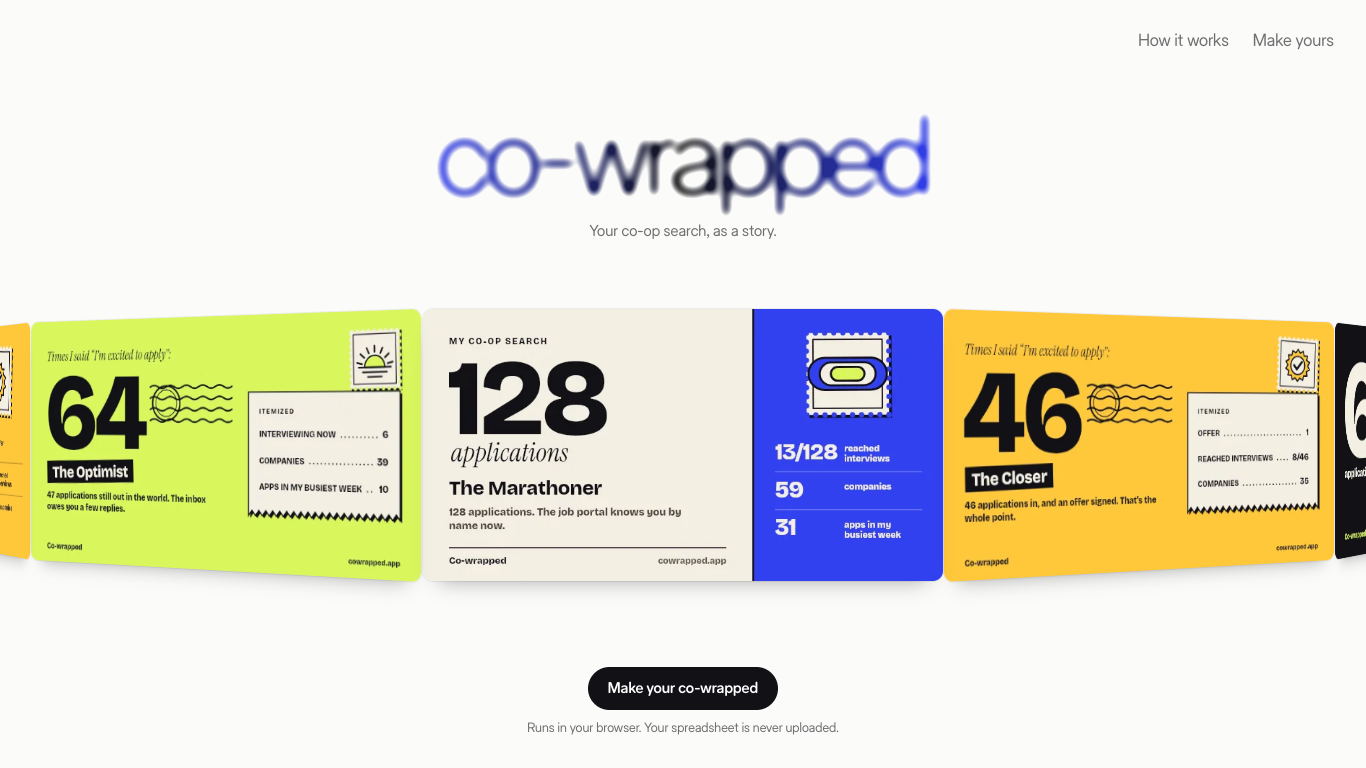 How it works
Make yours
co-wrapped
Your co-op search, as a story.
Times I said "I'm excited to apply":
64
The Optimist
47 applications still out in the world. The inbox
owes you a few replies.
ITEMIZED
INTERVIEWING NOW .......... 6
COMPANIES .................. 39
APPS IN MY BUSIEST WEEK .. 10
Co-wrapped
cowrapped.app
MY CO-OP SEARCH
128
applications
The Marathoner
128 applications. The job portal knows you by
name now.
Co-wrapped
cowrapped.app
13/128 reached
interviews
59 companies
31 apps in my
busiest week
Times I said "I'm excited to apply":
46
The Closer
46 applications in, and an offer signed. That's the
whole point.
ITEMIZED
OFFER ........................ 1
REACHED INTERVIEWS .... 8/46
COMPANIES .................. 35
Co-wrapped
cowrapped.app
Make your co-wrapped
Runs in your browser. Your spreadsheet is never uploaded.